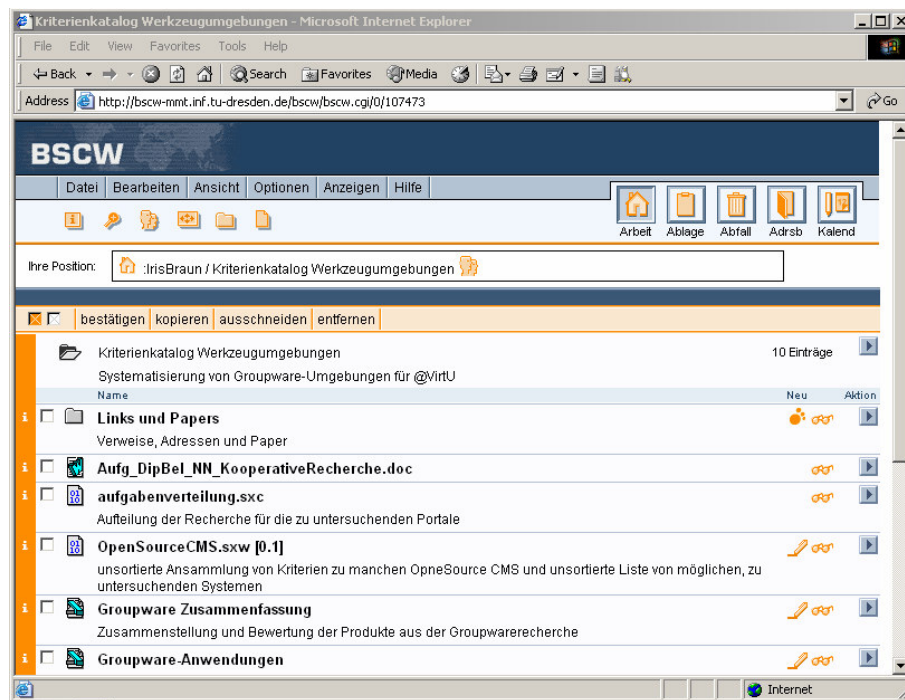 Kriterienkatalog Werkzeugumgebungen - Microsoft Internet Explorer
File Edit View Favorites Tools Help
Back Search Favorites Media
Address http://bscw-mmt.inf.tu-dresden.de/bscw/bscw.cgi/0/107473 Go
BSCW
Datei Bearbeiten Ansicht Optionen Anzeigen Hilfe
Arbeit Ablage Abfall Adrsb Kalend
Ihre Position: :IrisBraun / Kriterienkatalog Werkzeugumgebungen
bestätigen kopieren ausschneiden entfernen
Kriterienkatalog Werkzeugumgebungen 10 Einträge
Systematisierung von Groupware-Umgebungen für @VirtU
Name Neu Aktion
Links und Papers
Verweise, Adressen und Paper
Aufg_DipBel_NN_KooperativeRecherche.doc
aufgabenverteilung.sxc
Aufteilung der Recherche für die zu untersuchenden Portale
OpenSourceCMS.sxw [0.1]
unsortierte Ansammlung von Kriterien zu manchen OpneSource CMS und unsortierte Liste von möglichen, zu
untersuchenden Systemen
Groupware Zusammenfassung
Zusammenstellung und Bewertung der Produkte aus der Groupwarerecherche
Groupware-Anwendungen
Internet